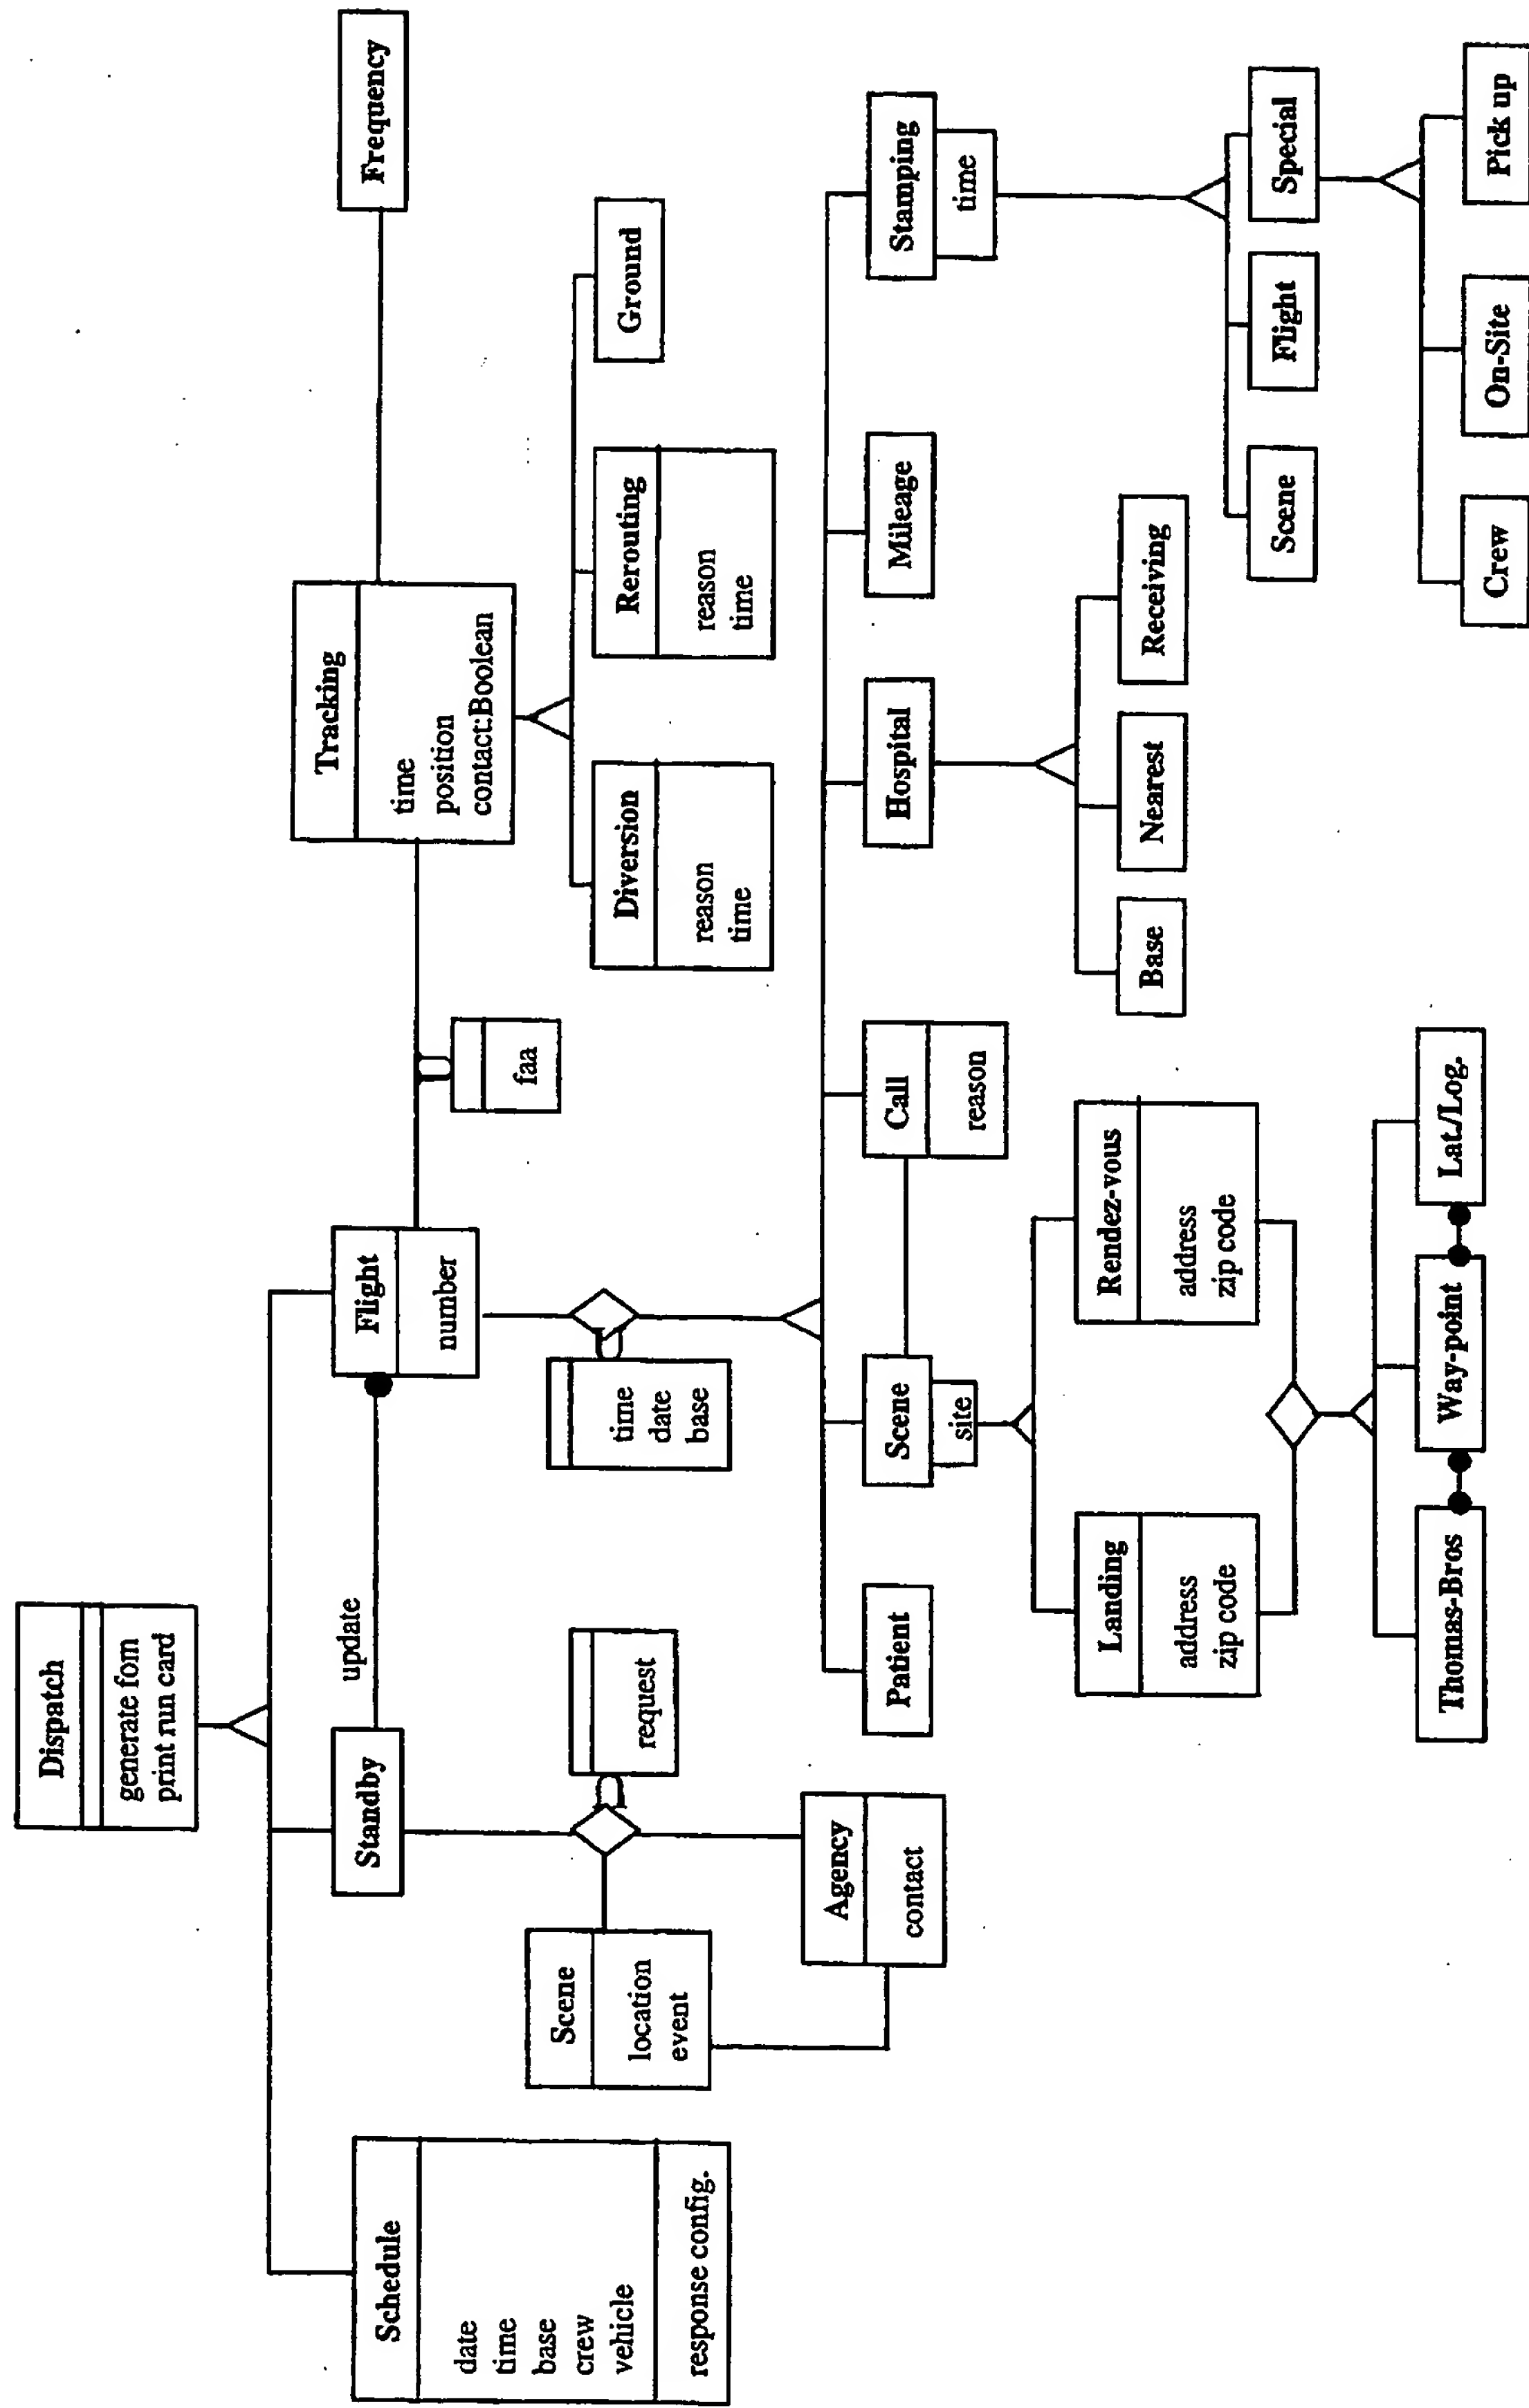 Dispatch
generate fom
print run card
Schedule
date
time
base
crew
vehicle
response config.
Standby
update
Flight
number
faa
Tracking
time
position
contact:Boolean
Frequency
Scene
location
event
request
Agency
contact
time
date
base
Diversion
reason
time
Rerouting
reason
time
Ground
Patient
Scene
site
Call
reason
Hospital
Mileage
Stamping
time
Landing
address
zip code
Rendez-vous
address
zip code
Base
Nearest
Receiving
Scene
Flight
Special
Thomas-Bros
Way-point
Lat./Log.
Crew
On-Site
Pick up